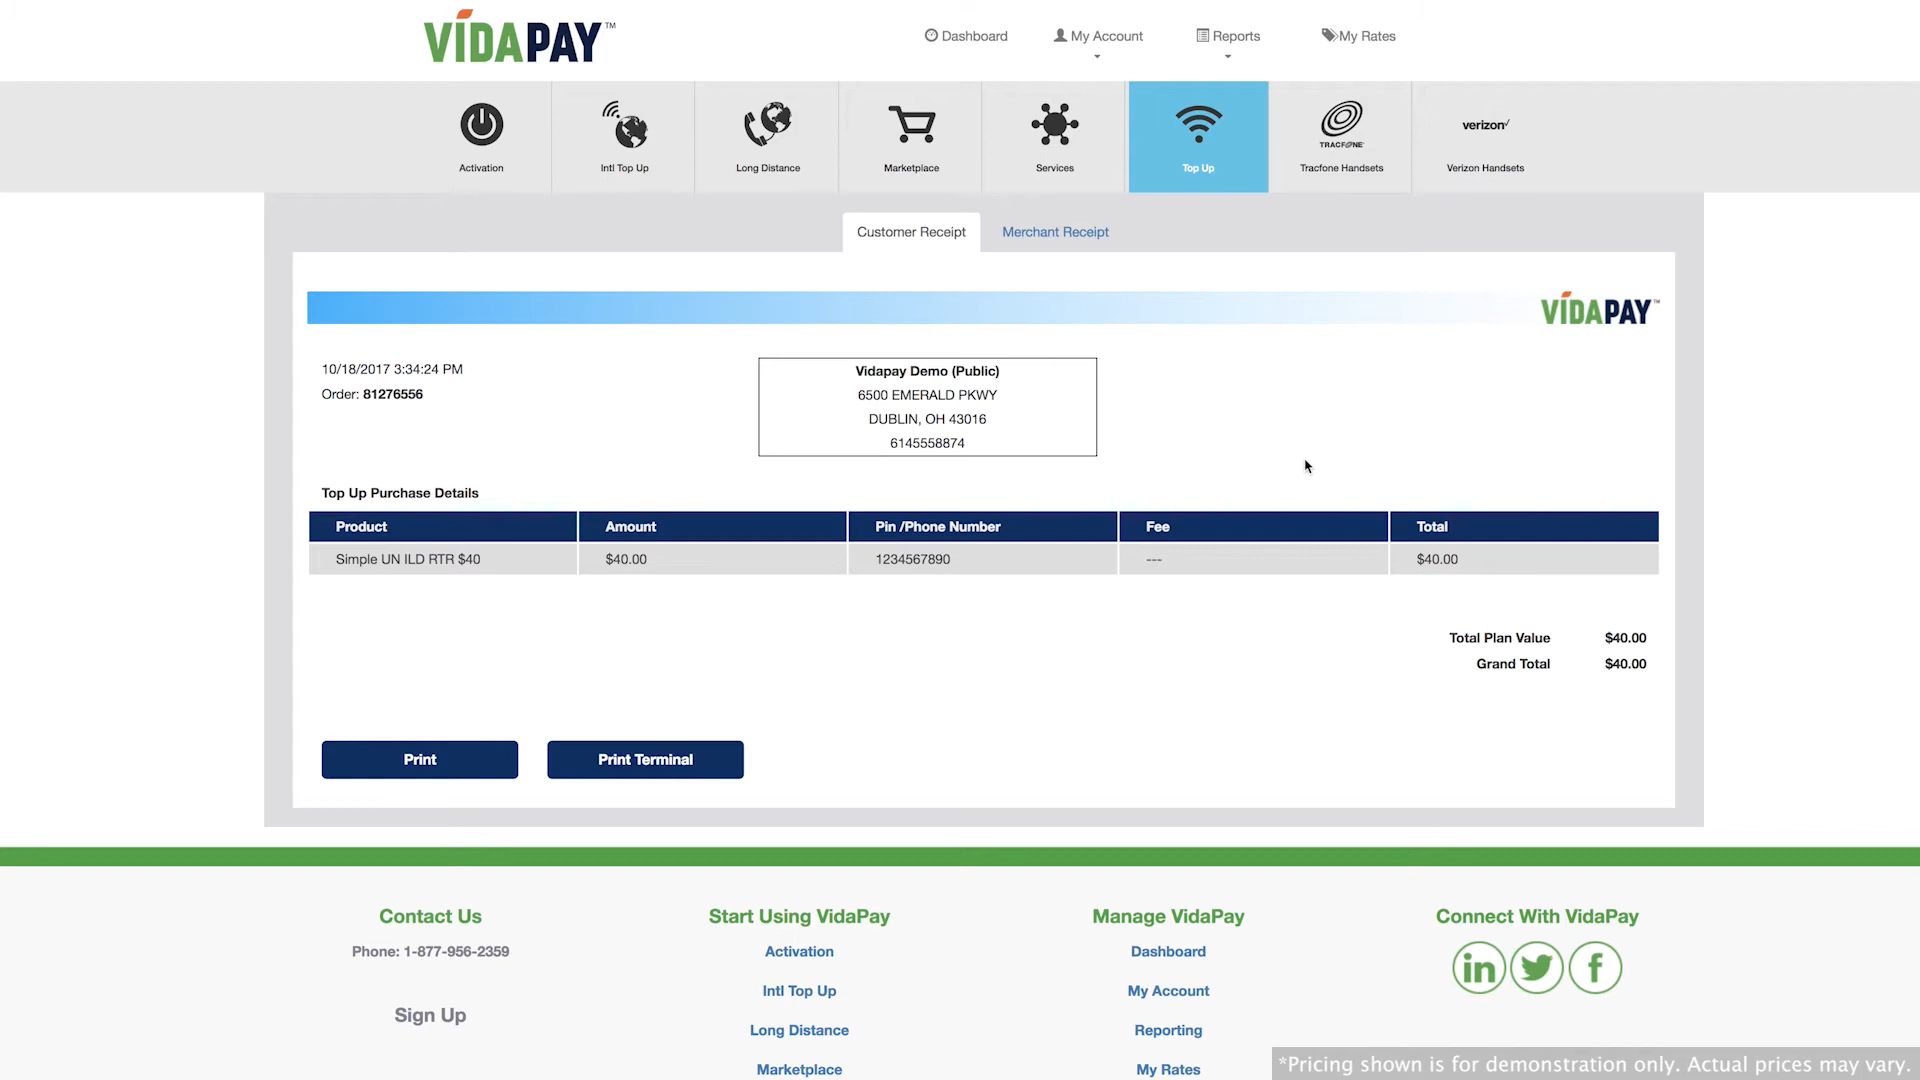 VIDAPAY™
Dashboard My Account Reports My Rates
Activation Intl Top Up Long Distance Marketplace Services Top Up TRACFONE Tracfone Handsets verizon✓ Verizon Handsets
Customer Receipt Merchant Receipt
VIDAPAY™
10/18/2017 3:34:24 PM
Order: 81276556
Vidapay Demo (Public)
6500 EMERALD PKWY
DUBLIN, OH 43016
6145558874
Top Up Purchase Details
Product Amount Pin /Phone Number Fee Total
Simple UN ILD RTR $40 $40.00 1234567890 --- $40.00
Total Plan Value $40.00
Grand Total $40.00
Print Print Terminal
Contact Us
Phone: 1-877-956-2359
Sign Up
Start Using VidaPay
Activation
Intl Top Up
Long Distance
Marketplace
Manage VidaPay
Dashboard
My Account
Reporting
My Rates
Connect With VidaPay
in f
*Pricing shown is for demonstration only. Actual prices may vary.